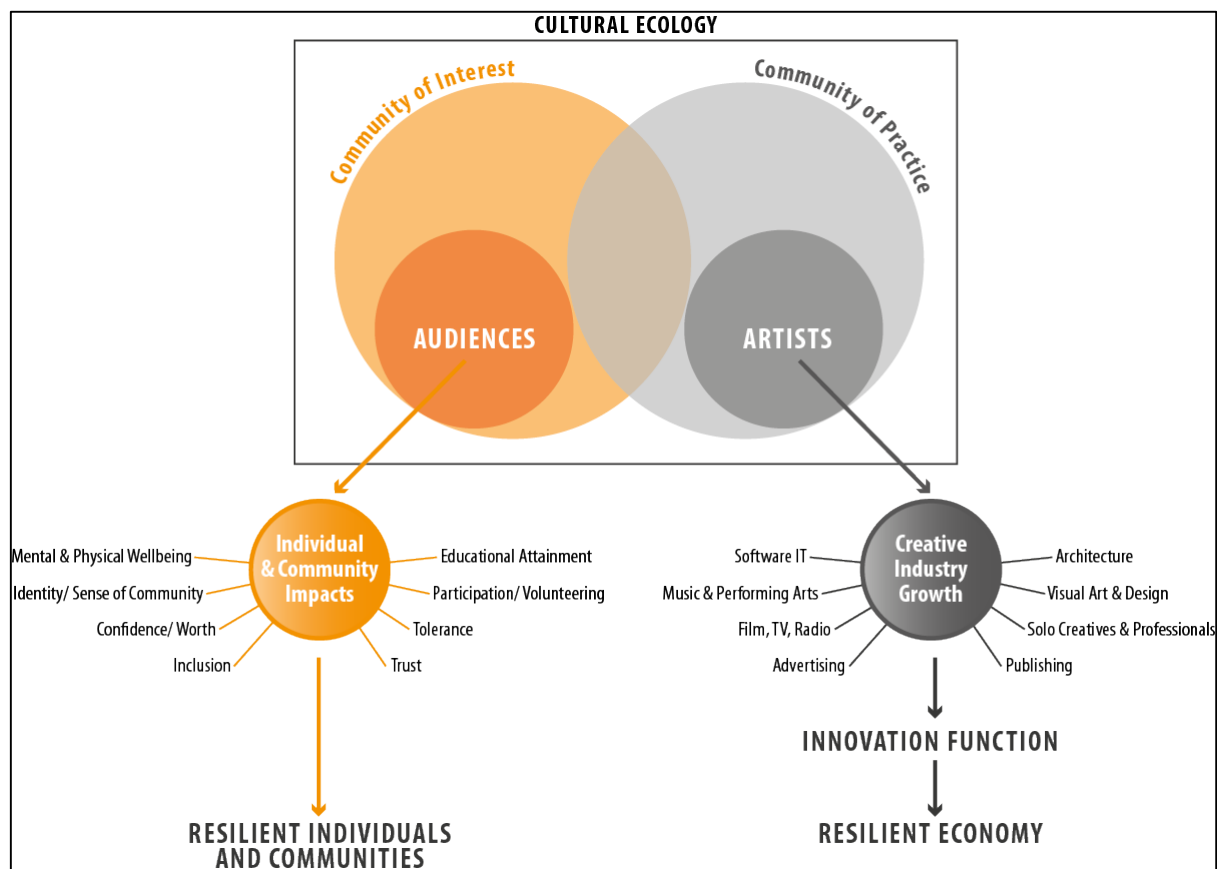 CULTURAL ECOLOGY
Community of Interest
Community of Practice
AUDIENCES
ARTISTS
Individual
& Community
Impacts
Mental & Physical Wellbeing
Identity/ Sense of Community
Confidence/ Worth
Inclusion
Educational Attainment
Participation/ Volunteering
Tolerance
Trust
RESILIENT INDIVIDUALS
AND COMMUNITIES
Creative
Industry
Growth
Software IT
Music & Performing Arts
Film, TV, Radio
Advertising
Architecture
Visual Art & Design
Solo Creatives & Professionals
Publishing
INNOVATION FUNCTION
RESILIENT ECONOMY